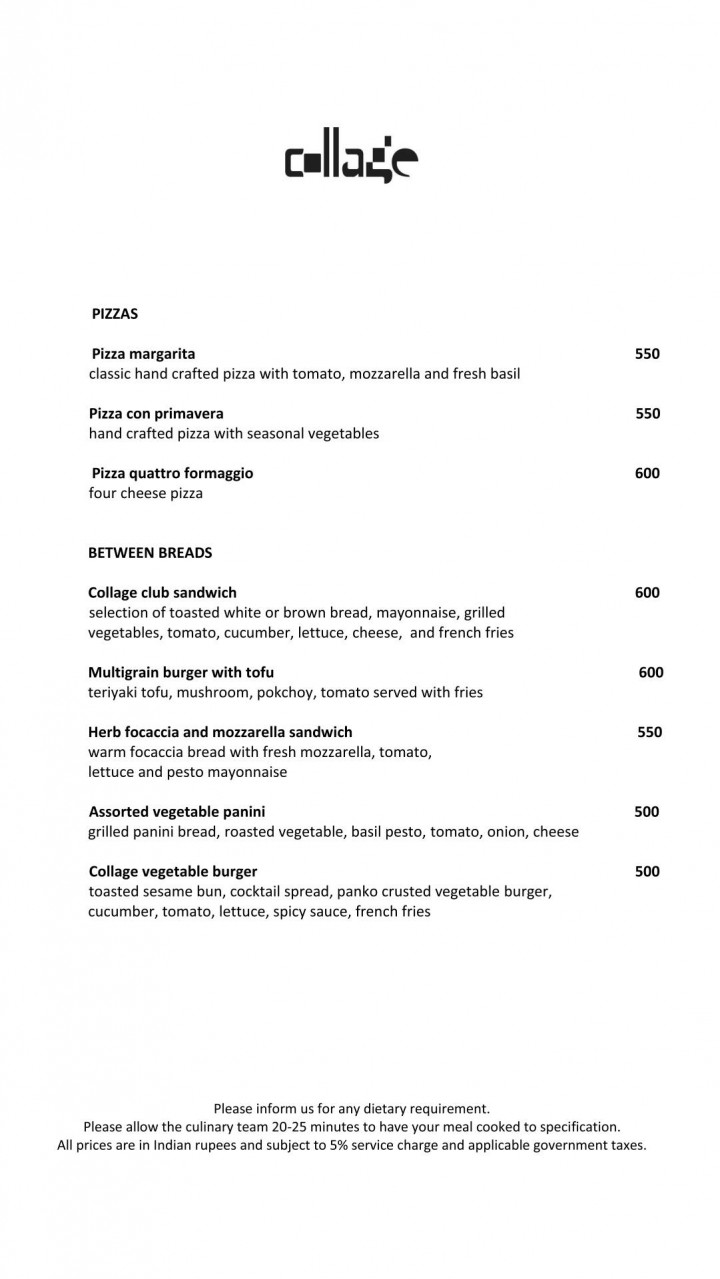 collage
PIZZAS
Pizza margarita 550
classic hand crafted pizza with tomato, mozzarella and fresh basil
Pizza con primavera 550
hand crafted pizza with seasonal vegetables
Pizza quattro formaggio 600
four cheese pizza
BETWEEN BREADS
Collage club sandwich 600
selection of toasted white or brown bread, mayonnaise, grilled
vegetables, tomato, cucumber, lettuce, cheese, and french fries
Multigrain burger with tofu 600
teriyaki tofu, mushroom, pokchoy, tomato served with fries
Herb focaccia and mozzarella sandwich 550
warm focaccia bread with fresh mozzarella, tomato,
lettuce and pesto mayonnaise
Assorted vegetable panini 500
grilled panini bread, roasted vegetable, basil pesto, tomato, onion, cheese
Collage vegetable burger 500
toasted sesame bun, cocktail spread, panko crusted vegetable burger,
cucumber, tomato, lettuce, spicy sauce, french fries
Please inform us for any dietary requirement.
Please allow the culinary team 20-25 minutes to have your meal cooked to specification.
All prices are in Indian rupees and subject to 5% service charge and applicable government taxes.